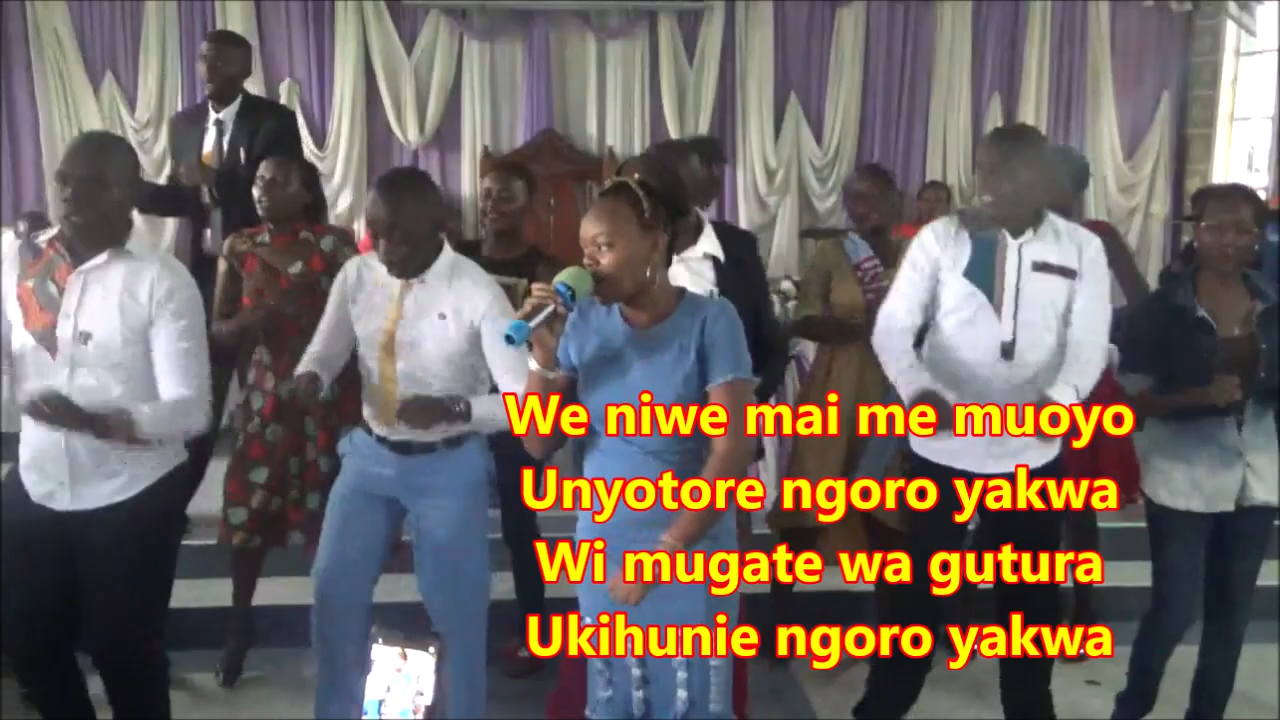 We niwe mai me muoyo
Unyotore ngoro yakwa
Wi mugate wa gutura
Ukihunie ngoro yakwa